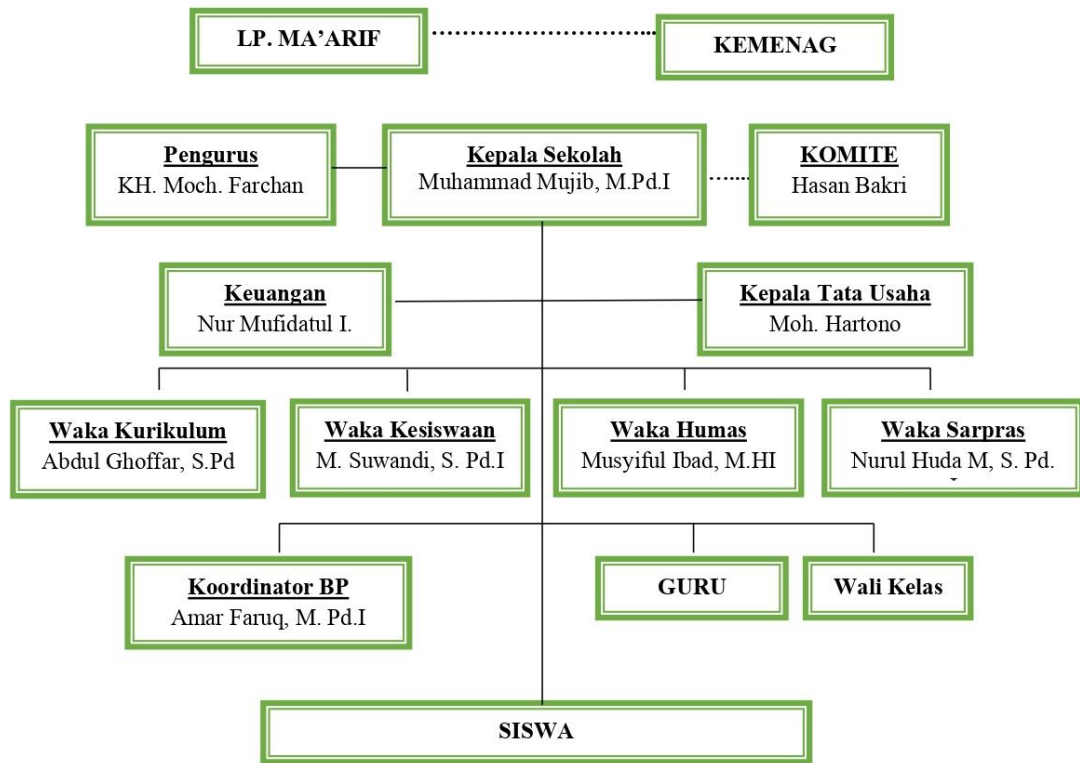 LP. MA’ARIF
KEMENAG
Pengurus
KH. Moch. Farchan
Kepala Sekolah
Muhammad Mujib, M.Pd.I
KOMITE
Hasan Bakri
Keuangan
Nur Mufidatul I.
Kepala Tata Usaha
Moh. Hartono
Waka Kurikulum
Abdul Ghoffar, S.Pd
Waka Kesiswaan
M. Suwandi, S. Pd.I
Waka Humas
Musyiful Ibad, M.HI
Waka Sarpras
Nurul Huda M, S. Pd.
Koordinator BP
Amar Faruq, M. Pd.I
GURU
Wali Kelas
SISWA